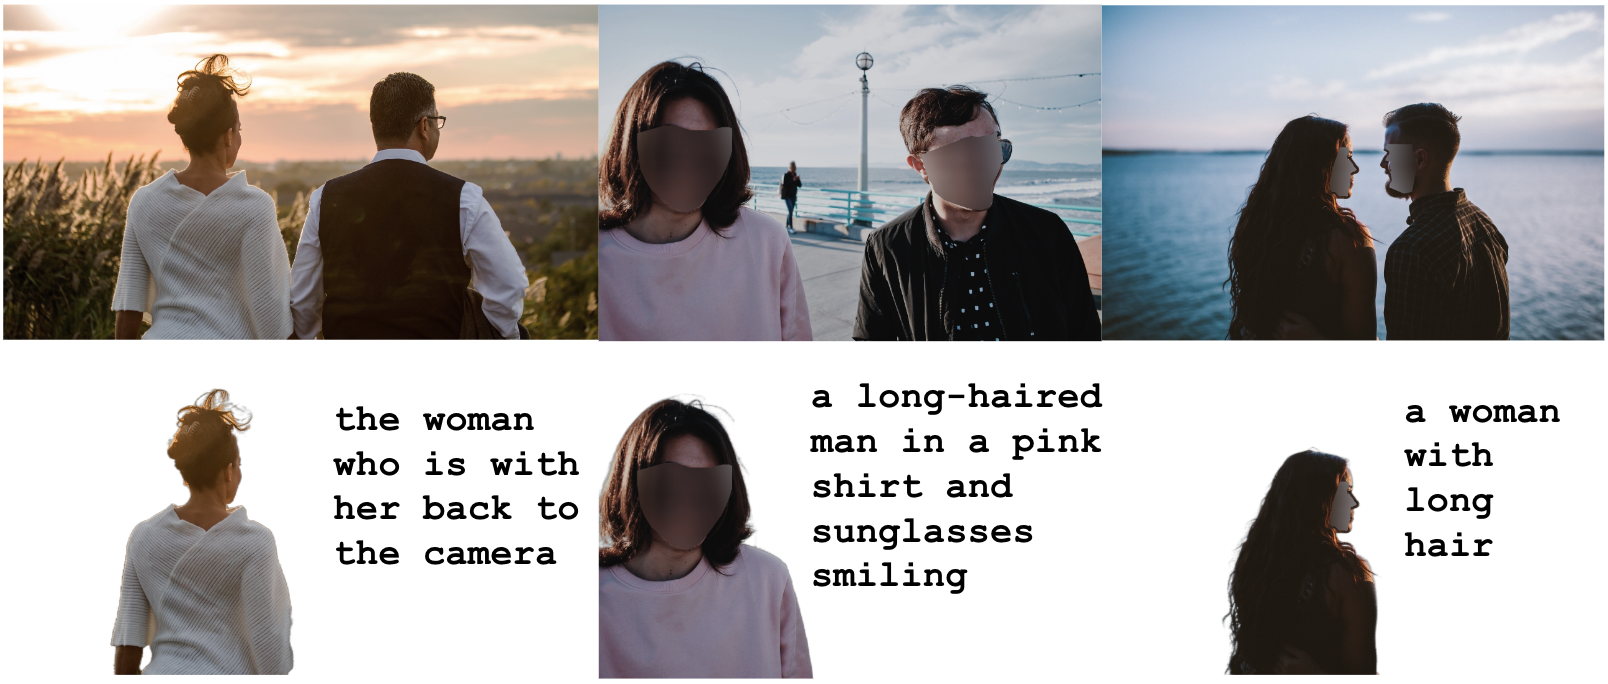 the woman
who is with
her back to
the camera
a long-haired
man in a pink
shirt and
sunglasses
smiling
a woman
with
long
hair